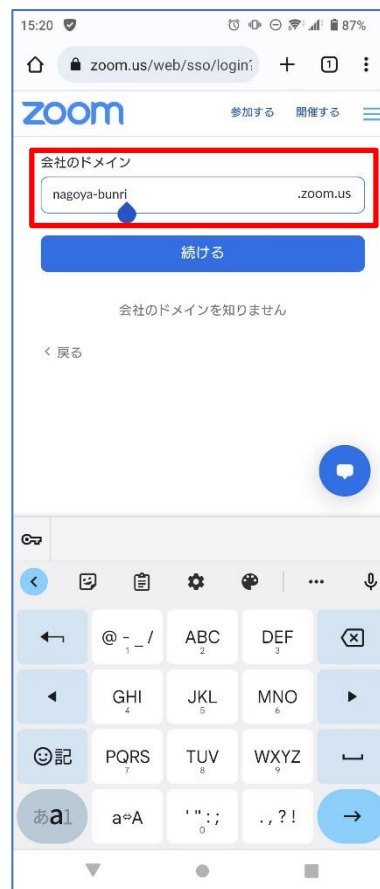 15:20 87%
zoom.us/web/sso/login? + 1
zoom 参加する 開催する
会社のドメイン
nagoya-bunri .zoom.us
続ける
会社のドメインを知りません
< 戻る
@-_/ ABC DEF
1 2 3
GHI JKL MNO
4 5 6
記 PQRS TUV WXYZ
7 8 9
あa1 a⇔A '":; .,?!
0